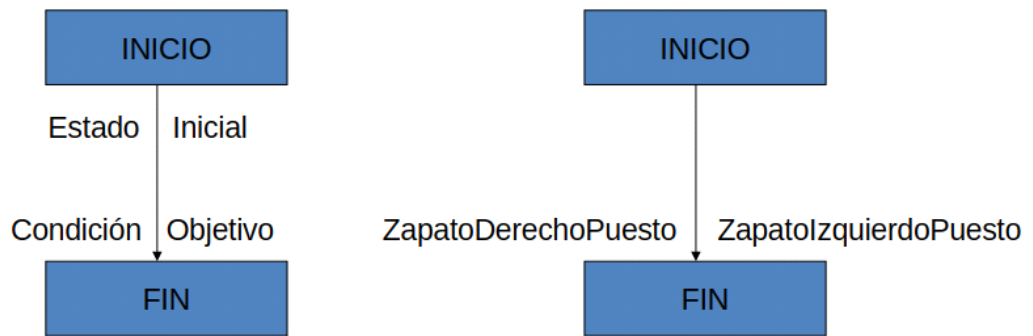 INICIO
Estado Inicial
Condición Objetivo
FIN
INICIO
ZapatoDerechoPuesto ZapatoIzquierdoPuesto
FIN